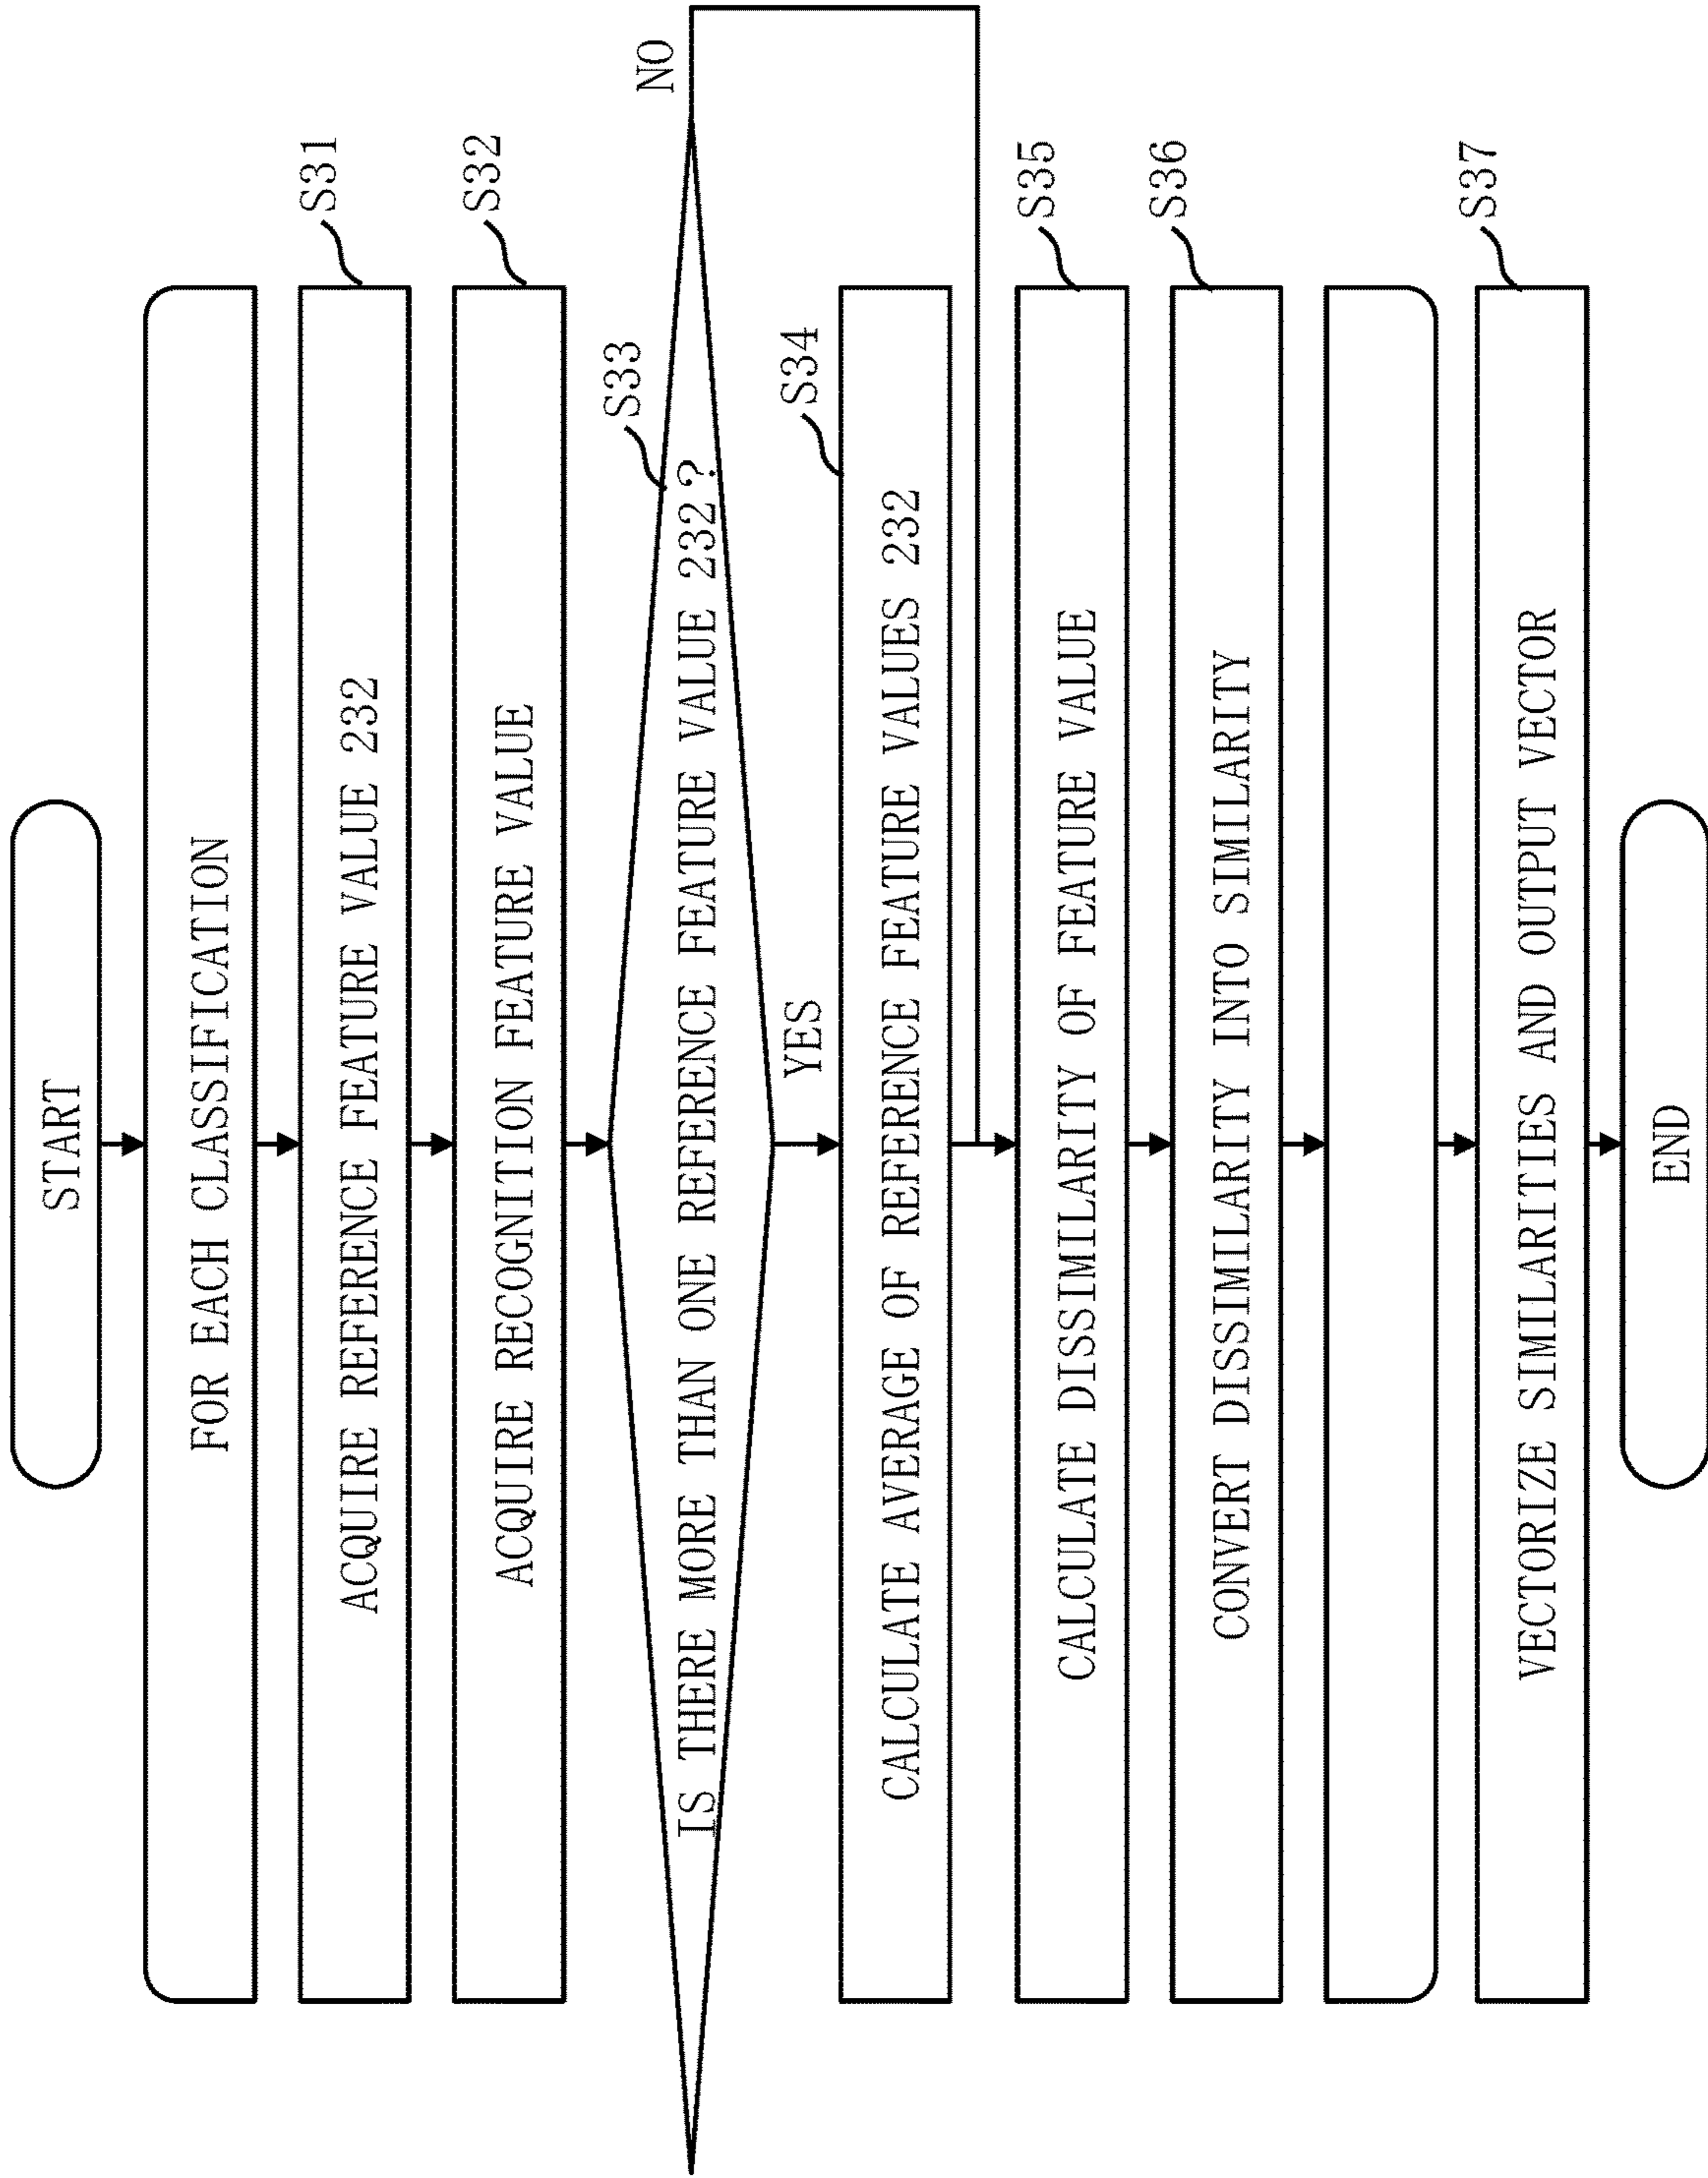 START
FOR EACH CLASSIFICATION
S31
ACQUIRE REFERENCE FEATURE VALUE 232
S32
ACQUIRE RECOGNITION FEATURE VALUE
S33
NO
IS THERE MORE THAN ONE REFERENCE FEATURE VALUE 232?
YES
S34
CALCULATE AVERAGE OF REFERENCE FEATURE VALUES 232
S35
CALCULATE DISSIMILARITY OF FEATURE VALUE
S36
CONVERT DISSIMILARITY INTO SIMILARITY
S37
VECTORIZE SIMILARITIES AND OUTPUT VECTOR
END